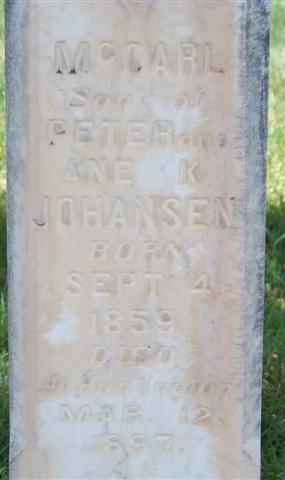 McCARL
Son of
PETER and
ANE K.
JOHANSEN
BORN
SEPT 4
1859
DIED
At Huntington
MAR. 12.
1897.